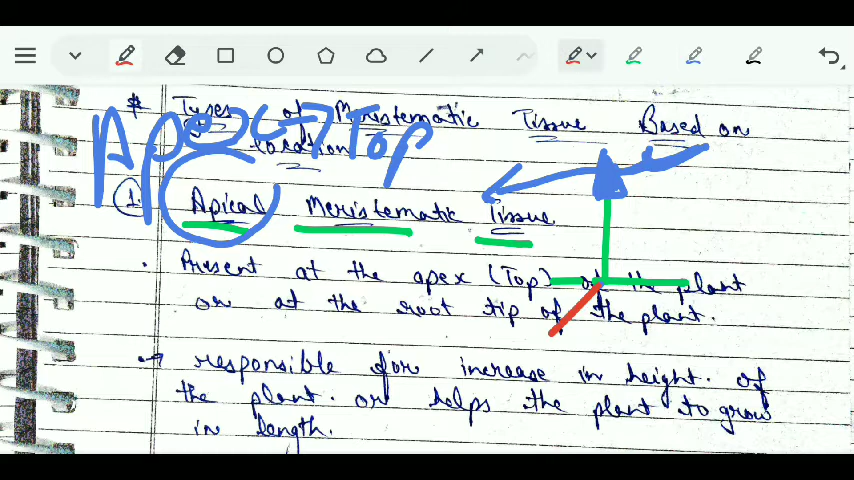 Types of Meristematic Tissue Based on
location
Apex <-> Top
1. Apical Meristematic Tissue
Present at the apex (Top) of the plant
or at the root tip of the plant.
→ responsible for increase in height. of
the plant. or helps the plant to grow
in length.